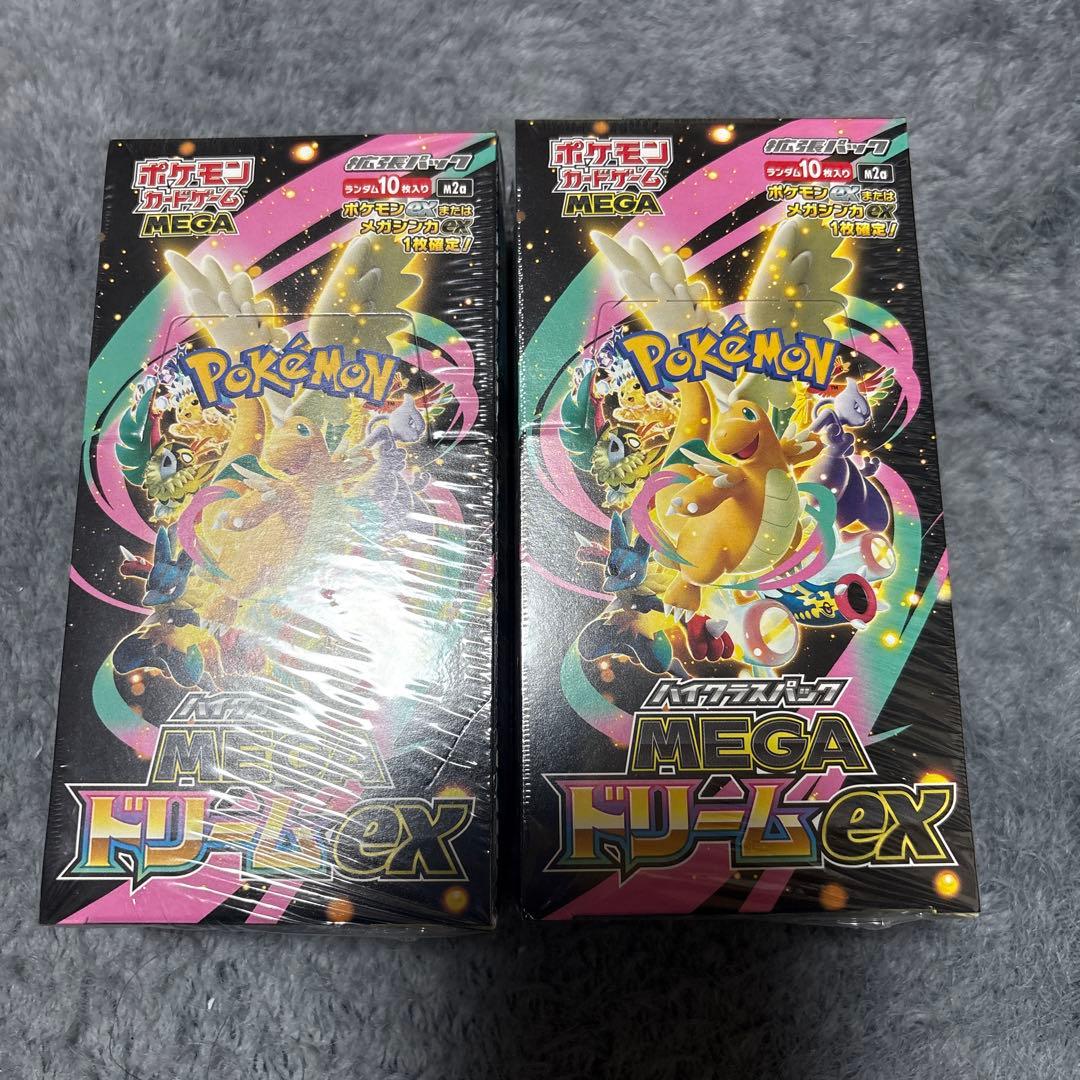 ポケモン
カードゲーム
MEGA
拡張パック
ランダム10枚入り
m2a
ポケモンexまたは
メガシンカex
1枚確定!
POKéMON
ハイクラ
MEGA
ドリームex
ポケモン
カードゲーム
MEGA
拡張パック
ランダム10枚入り
m2a
ポケモンexまたは
メガシンカex
1枚確定!
POKéMON
TM
ハイクラスパック
MEGA
ドリームex